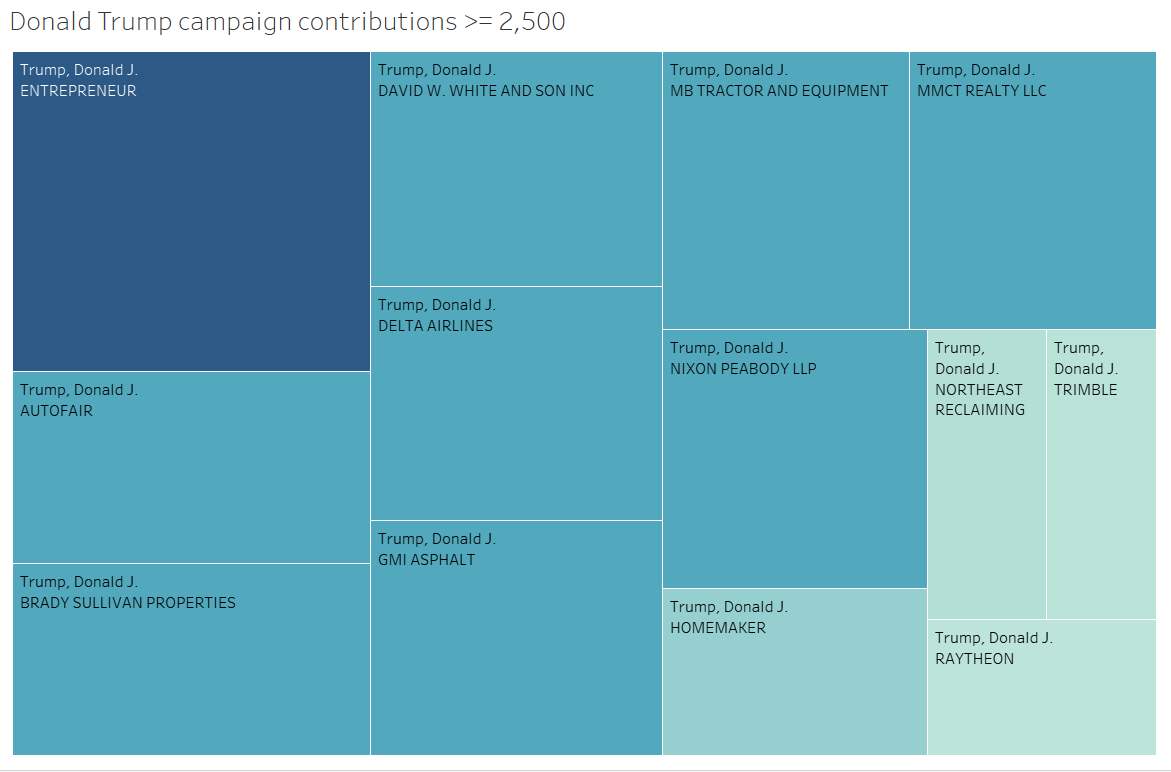 Donald Trump campaign contributions >= 2,500
Trump, Donald J.
ENTREPRENEUR
Trump, Donald J.
AUTOFAIR
Trump, Donald J.
BRADY SULLIVAN PROPERTIES
Trump, Donald J.
DAVID W. WHITE AND SON INC
Trump, Donald J.
DELTA AIRLINES
Trump, Donald J.
GMI ASPHALT
Trump, Donald J.
MB TRACTOR AND EQUIPMENT
Trump, Donald J.
MMCT REALTY LLC
Trump, Donald J.
NIXON PEABODY LLP
Trump, Donald J.
HOMEMAKER
Trump,
Donald J.
NORTHEAST
RECLAIMING
Trump,
Donald J.
TRIMBLE
Trump, Donald J.
RAYTHEON